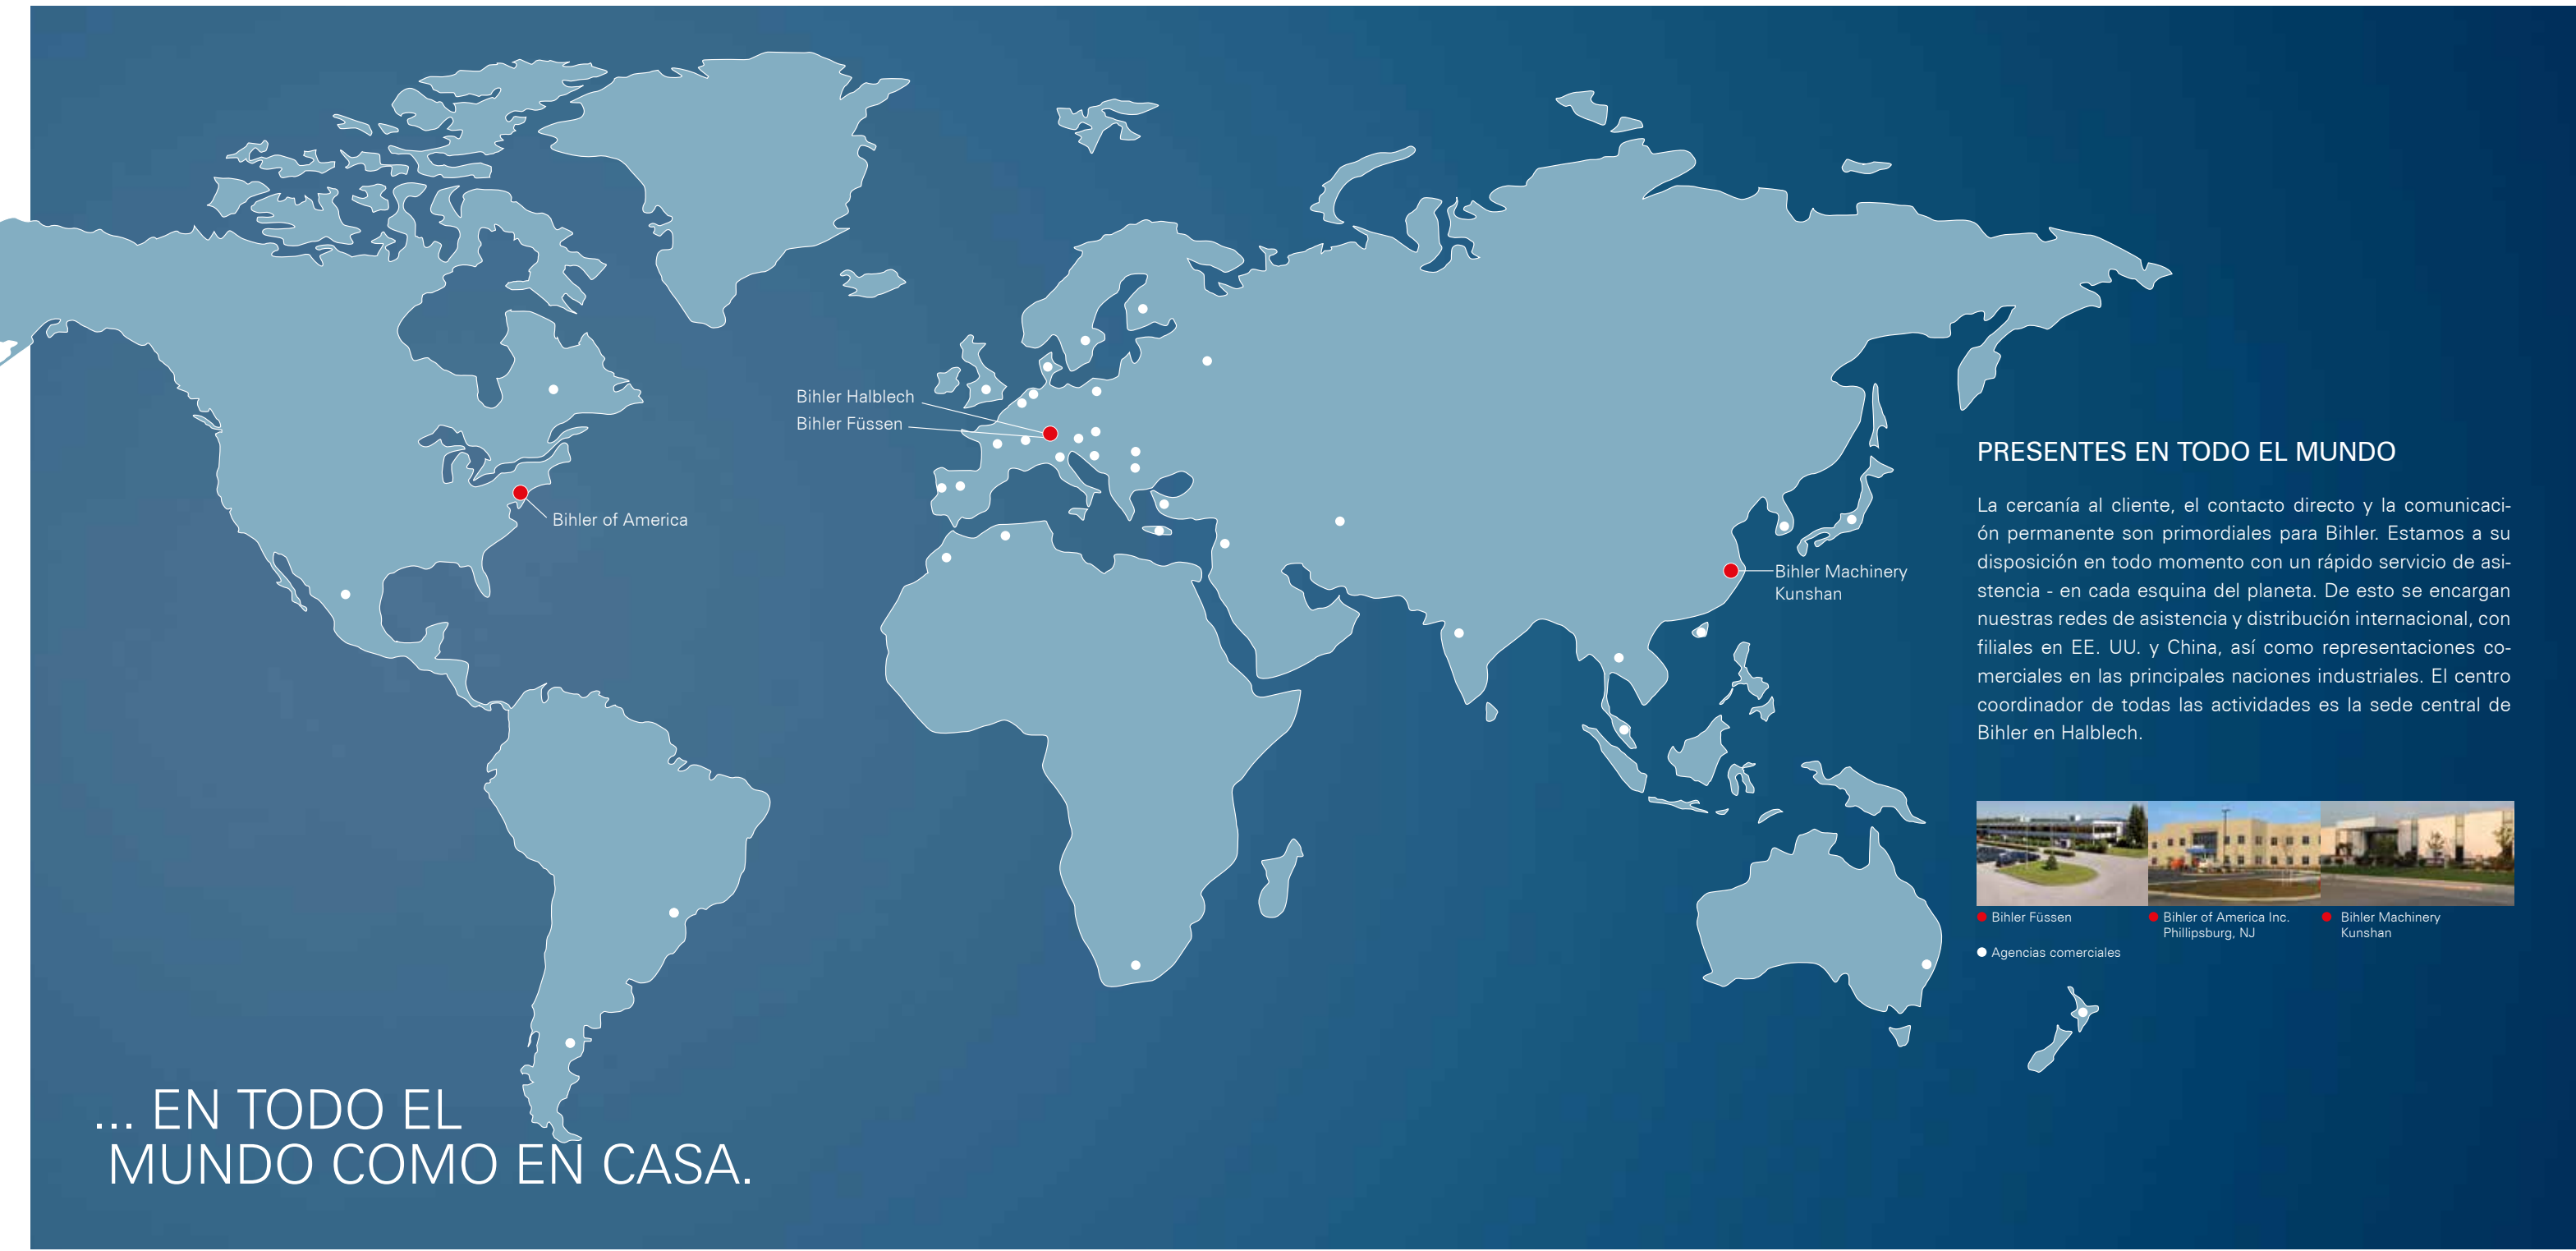 Bihler Halblech
Bihler Füssen
Bihler of America
Bihler Machinery
Kunshan
PRESENTES EN TODO EL MUNDO
La cercanía al cliente, el contacto directo y la comunicaci-
ón permanente son primordiales para Bihler. Estamos a su
disposición en todo momento con un rápido servicio de asi-
stencia - en cada esquina del planeta. De esto se encargan
nuestras redes de asistencia y distribución internacional, con
filiales en EE. UU. y China, así como representaciones co-
merciales en las principales naciones industriales. El centro
coordinador de todas las actividades es la sede central de
Bihler en Halblech.
Bihler Füssen
Bihler of America Inc.
Phillipsburg, NJ
Bihler Machinery
Kunshan
Agencias comerciales
... EN TODO EL
MUNDO COMO EN CASA.